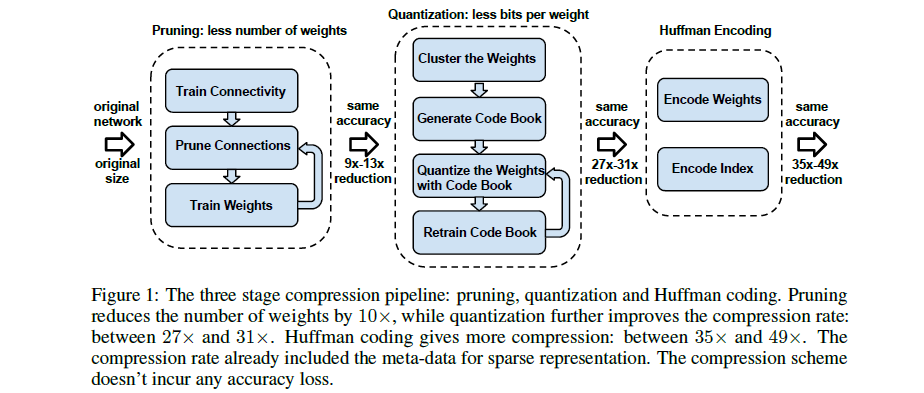 Pruning: less number of weights
Train Connectivity
Prune Connections
Train Weights
original
network
original
size
same
accuracy
9x-13x
reduction
Quantization: less bits per weight
Cluster the Weights
Generate Code Book
Quantize the Weights
with Code Book
Retrain Code Book
same
accuracy
27x-31x
reduction
Huffman Encoding
Encode Weights
Encode Index
same
accuracy
35x-49x
reduction
Figure 1: The three stage compression pipeline: pruning, quantization and Huffman coding. Pruning
reduces the number of weights by 10×, while quantization further improves the compression rate:
between 27× and 31×. Huffman coding gives more compression: between 35× and 49×. The
compression rate already included the meta-data for sparse representation. The compression scheme
doesn't incur any accuracy loss.